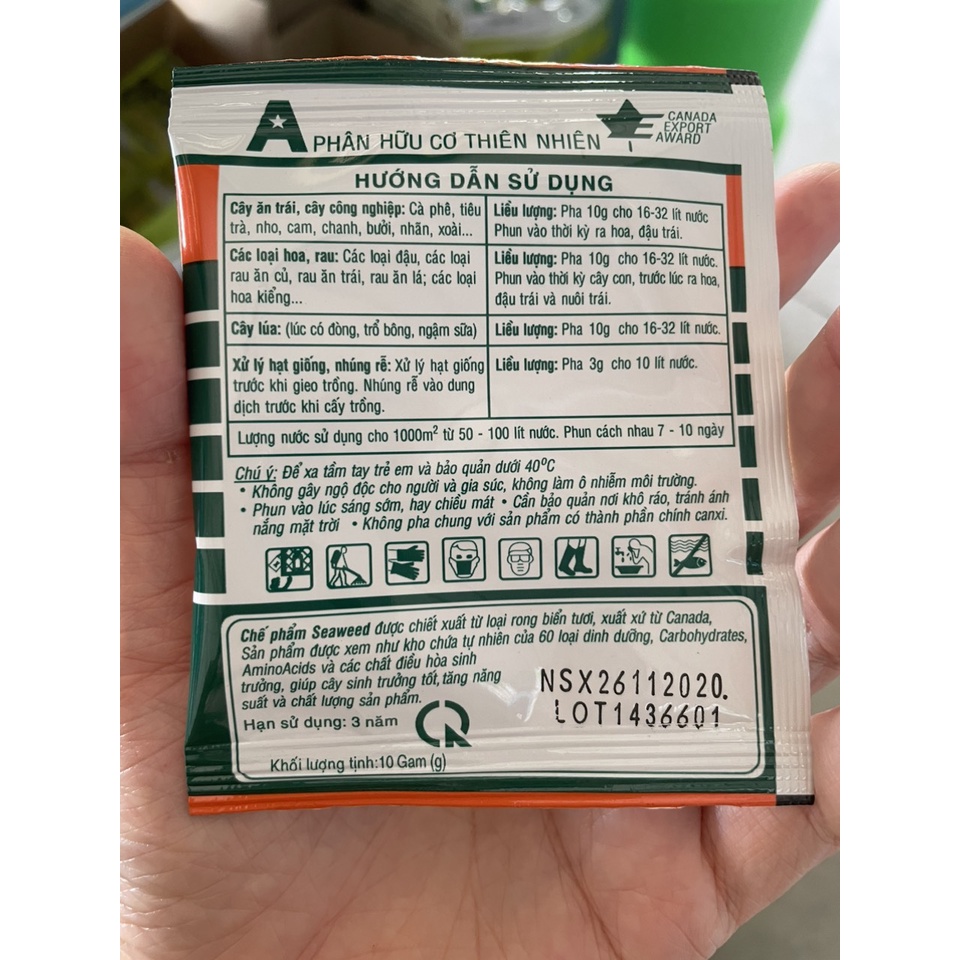 A PHÂN HỮU CƠ THIÊN NHIÊN
CANADA
EXPORT
AWARD
HƯỚNG DẪN SỬ DỤNG
Cây ăn trái, cây công nghiệp: Cà phê, tiêu
trà, nho, cam, chanh, bưởi, nhãn, xoài...
Liều lượng: Pha 10g cho 16-32 lít nước
Phun vào thời kỳ ra hoa, đậu trái.
Các loại hoa, rau: Các loại đậu, các loại
rau ăn củ, rau ăn trái, rau ăn lá; các loại
hoa kiểng...
Liều lượng: Pha 10g cho 16-32 lít nước.
Phun vào thời kỳ cây con, trước lúc ra hoa,
đậu trái và nuôi trái.
Cây lúa: (lúc có đòng, trổ bông, ngậm sữa)
Liều lượng: Pha 10g cho 16-32 lít nước.
Xử lý hạt giống, nhúng rễ: Xử lý hạt giống
trước khi gieo trồng. Nhúng rễ vào dung
dịch trước khi cấy trồng.
Liều lượng: Pha 3g cho 10 lít nước.
Lượng nước sử dụng cho 1000m² từ 50 - 100 lít nước. Phun cách nhau 7 - 10 ngày
Chú ý: Để xa tầm tay trẻ em và bảo quản dưới 40⁰C
• Không gây ngộ độc cho người và gia súc, không làm ô nhiễm môi trường.
• Phun vào lúc sáng sớm, hay chiều mát • Cần bảo quản nơi khô ráo, tránh ánh
nắng mặt trời • Không pha chung với sản phẩm có thành phần chính canxi.
Chế phẩm Seaweed được chiết xuất từ loại rong biển tươi, xuất xứ từ Canada,
Sản phẩm được xem như kho chứa tự nhiên của 60 loại dinh dưỡng, Carbohydrates,
AminoAcids và các chất điều hòa sinh
trưởng, giúp cây sinh trưởng tốt, tăng năng
suất và chất lượng sản phẩm.
Hạn sử dụng: 3 năm
Khối lượng tịnh:10 Gam (g)
NSX26112020.
LOT1436601